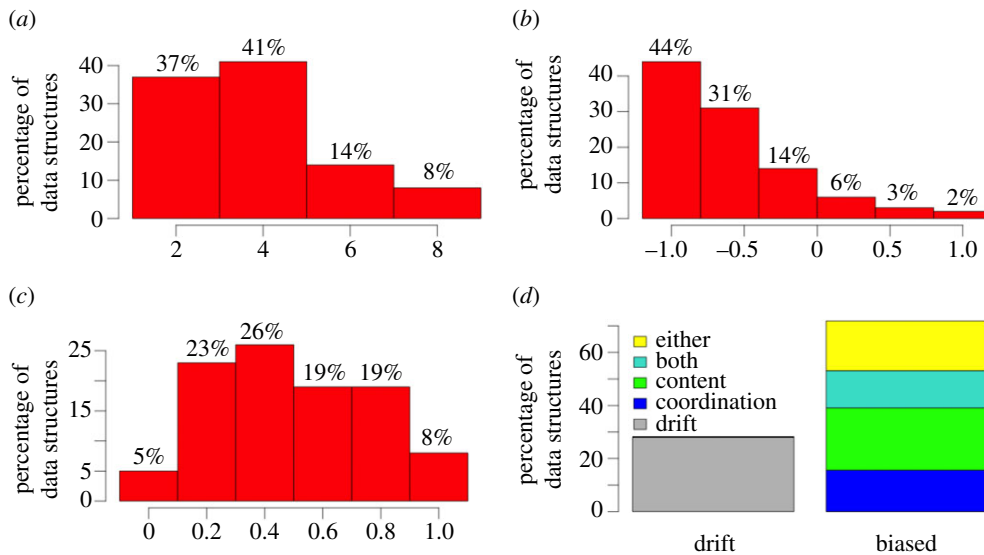 (a)
percentage of
data structures
40
30
20
10
0
37%
41%
14%
8%
2 4 6 8
(b)
percentage of
data structures
40
30
20
10
0
44%
31%
14%
6%
3%
2%
–1.0 –0.5 0 0.5 1.0
(c)
percentage of
data structures
25
15
5
0
5%
23%
26%
19%
19%
8%
0 0.2 0.4 0.6 0.8 1.0
(d)
percentage of
data structures
60
40
20
0
either
both
content
coordination
drift
drift biased